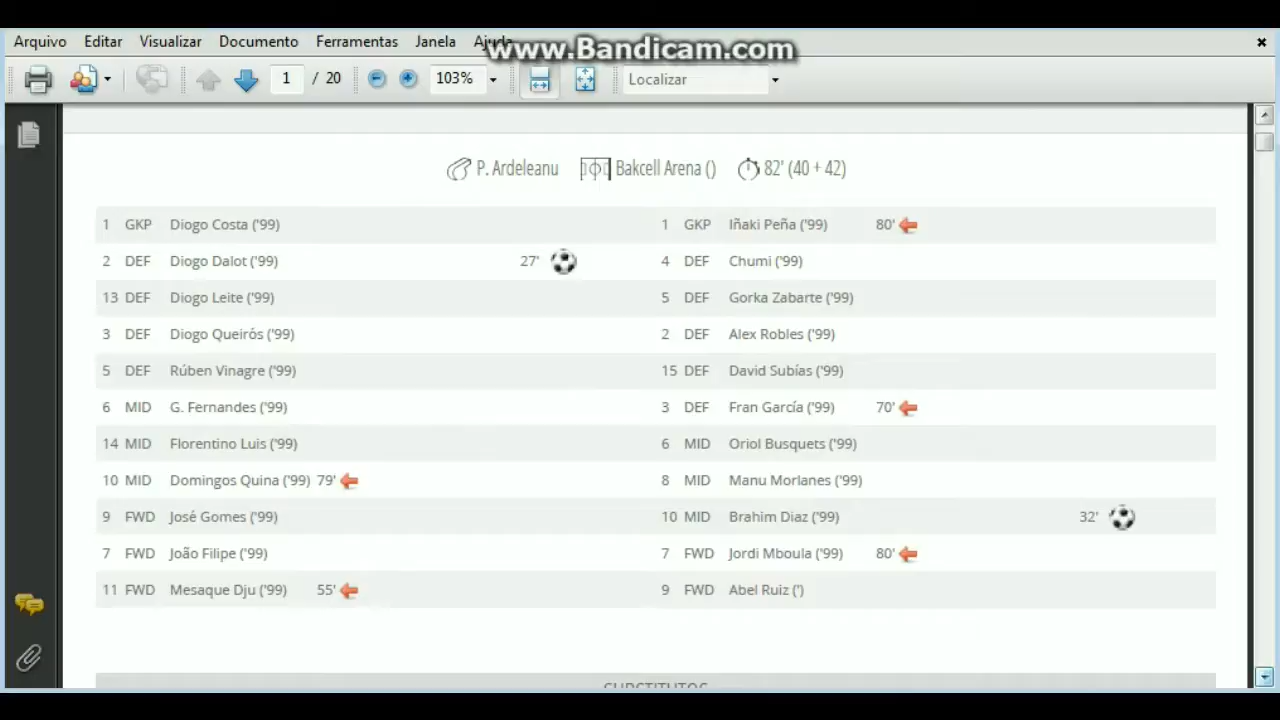 www.Bandicam.com
Arquivo Editar Visualizar Documento Ferramentas Janela Ajuda
1 / 20 103% Localizar
P. Ardeleanu Bakcell Arena () 82' (40 + 42)
1 GKP Diogo Costa ('99) 1 GKP Iñaki Peña ('99) 80'
2 DEF Diogo Dalot ('99) 27' 4 DEF Chumi ('99)
13 DEF Diogo Leite ('99) 5 DEF Gorka Zabarte ('99)
3 DEF Diogo Queirós ('99) 2 DEF Alex Robles ('99)
5 DEF Rúben Vinagre ('99) 15 DEF David Subías ('99)
6 MID G. Fernandes ('99) 3 DEF Fran García ('99) 70'
14 MID Florentino Luis ('99) 6 MID Oriol Busquets ('99)
10 MID Domingos Quina ('99) 79' 8 MID Manu Morlanes ('99)
9 FWD José Gomes ('99) 10 MID Brahim Diaz ('99) 32'
7 FWD João Filipe ('99) 7 FWD Jordi Mboula ('99) 80'
11 FWD Mesaque Dju ('99) 55' 9 FWD Abel Ruiz (')
SUBSTITUTOS